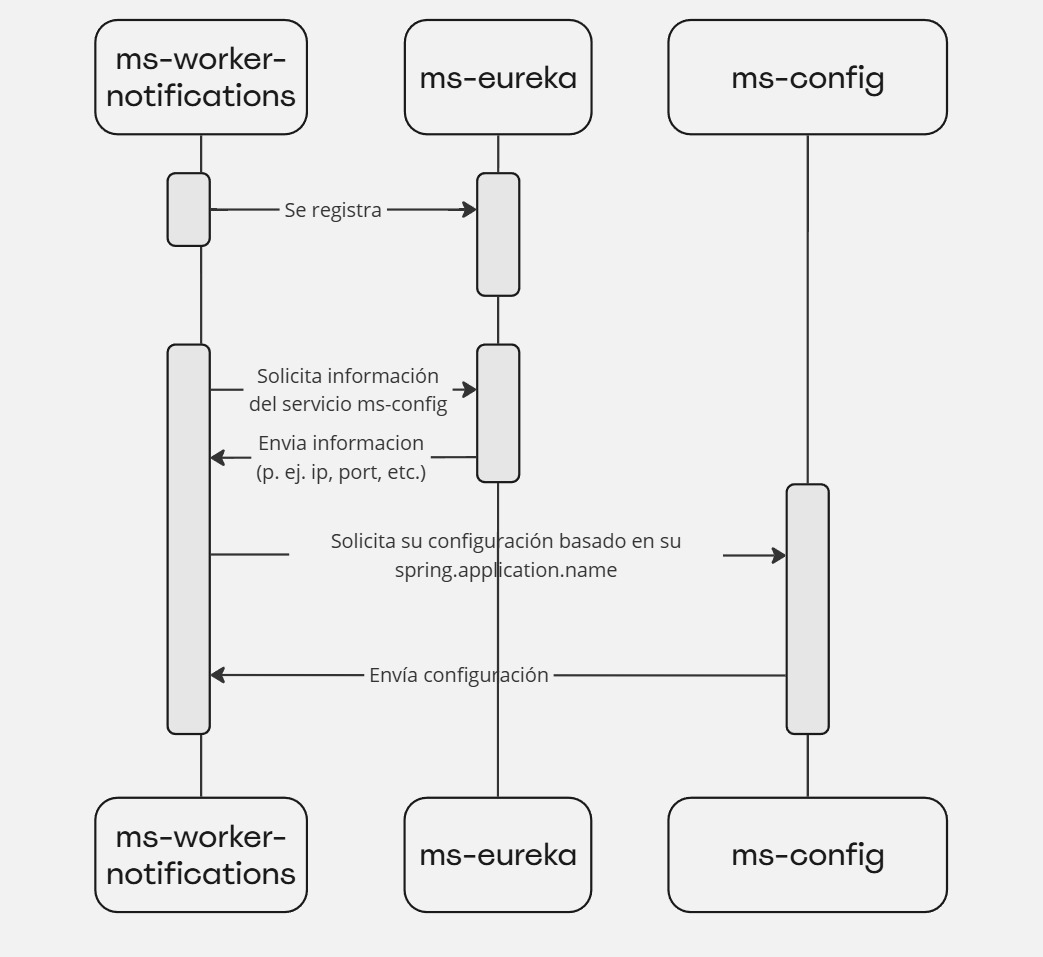 ms-worker-
notifications
ms-eureka
ms-config
Se registra
Solicita información
del servicio ms-config
Envia informacion
(p. ej. ip, port, etc.)
Solicita su configuración basado en su
spring.application.name
Envía configuración
ms-worker-
notifications
ms-eureka
ms-config